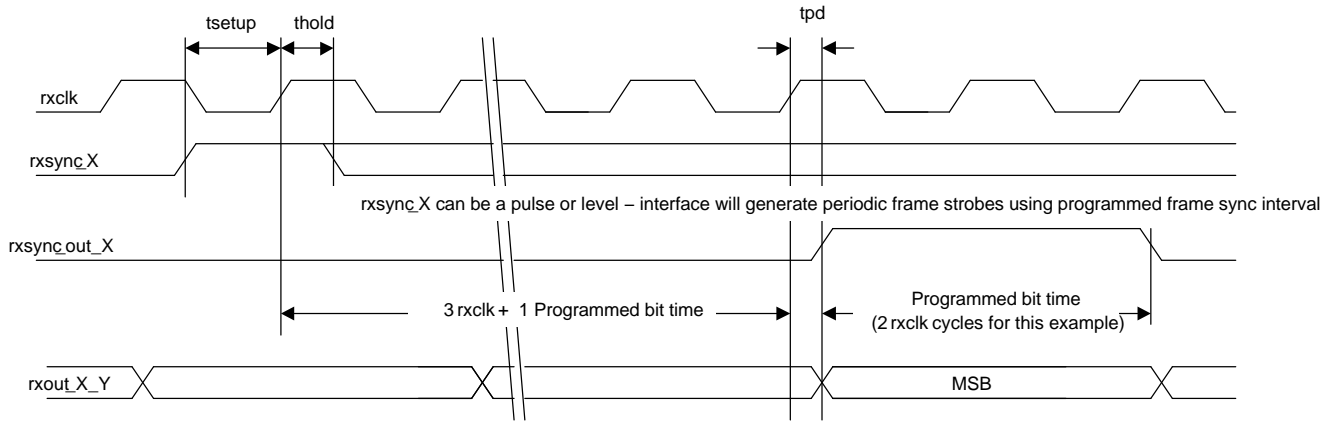 tsetup
thold
tpd
rxclk
rxsync_X
rxsync_X can be a pulse or level – interface will generate periodic frame strobes using programmed frame sync interval
rxsync_out_X
3 rxclk + 1 Programmed bit time
Programmed bit time
(2 rxclk cycles for this example)
rxout_X_Y
MSB